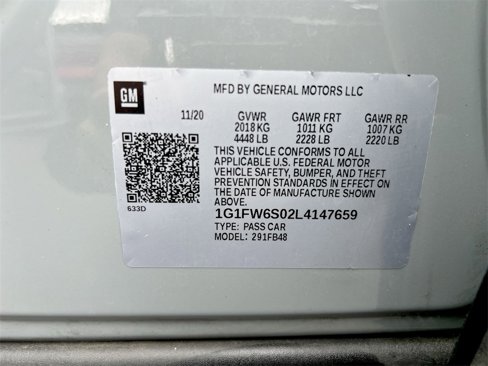 GM
MFD BY GENERAL MOTORS LLC
11/20 GVWR GAWR FRT GAWR RR
2018 KG 1011 KG 1007 KG
4448 LB 2228 LB 2220 LB
THIS VEHICLE CONFORMS TO ALL
APPLICABLE U.S. FEDERAL MOTOR
VEHICLE SAFETY, BUMPER, AND THEFT
PREVENTION STANDARDS IN EFFECT ON
THE DATE OF MANUFACTURE SHOWN
ABOVE.
633D
1G1FW6S02L4147659
TYPE: PASS CAR
MODEL: 291FB48